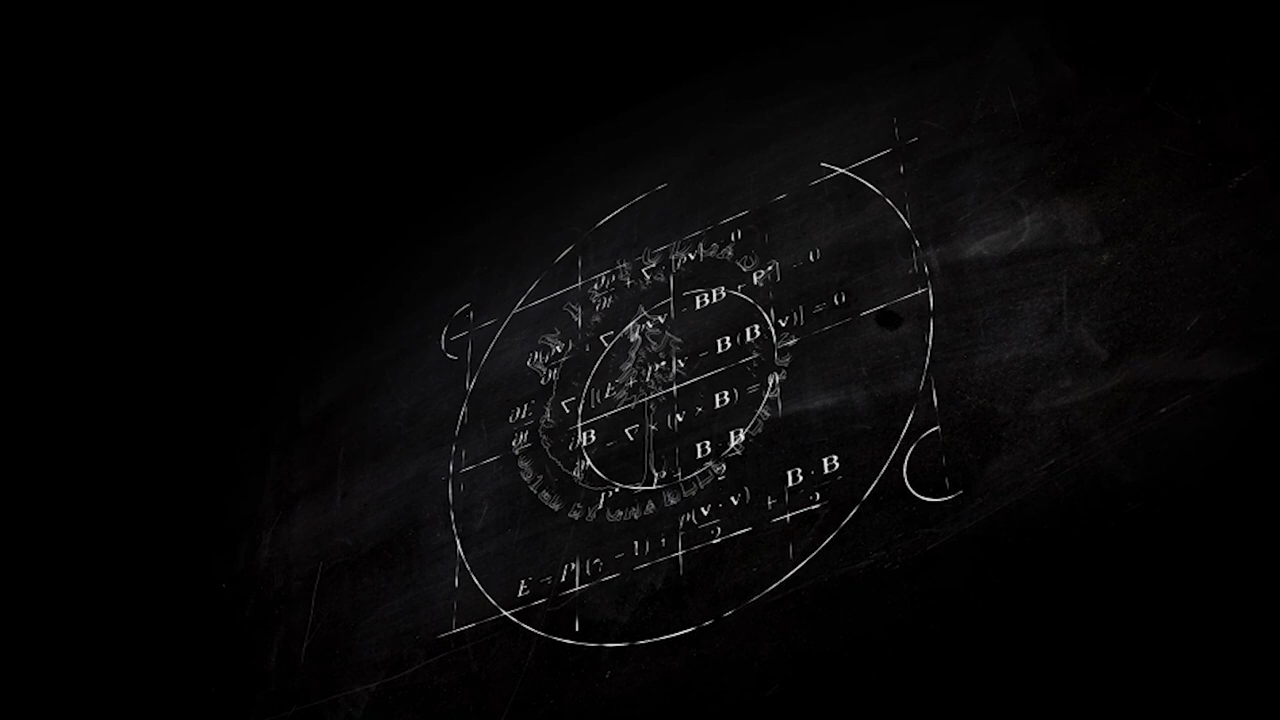 ∂ρ/∂t + ∇ · (ρv) = 0
∂(ρv)/∂t + ∇ · [ρvv − BB + P*] = 0
∂E/∂t + ∇ · [(E + P*)v − B(B · v)] = 0
∂B/∂t − ∇ × (v × B) = 0
P* = P + B · B/2
E = P/(γ − 1) + ρ(v · v)/2 + B · B/2